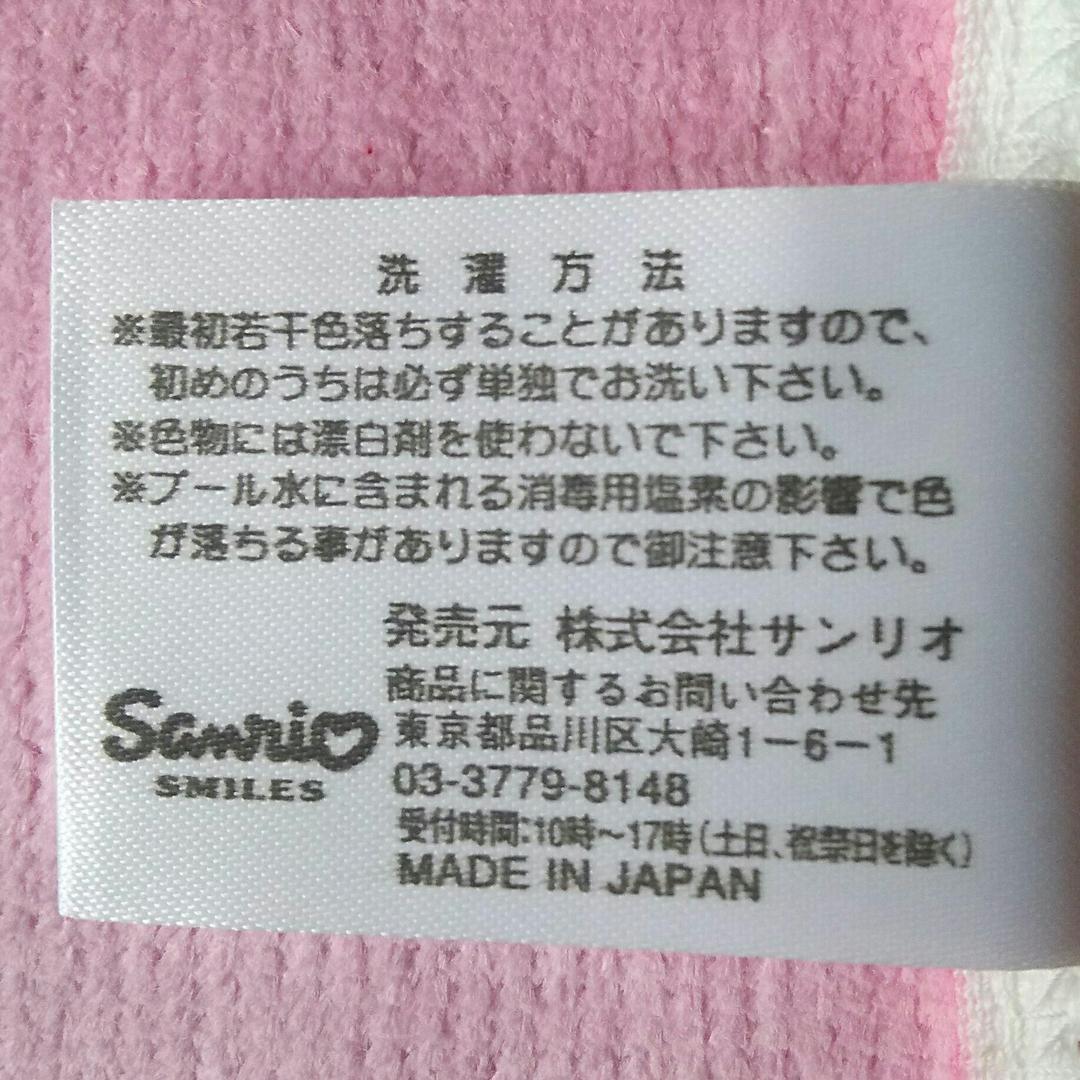 洗濯方法
※最初若干色落ちすることがありますので、
初めのうちは必ず単独でお洗い下さい。
※色物には漂白剤を使わないで下さい。
※プール水に含まれる消毒用塩素の影響で色
が落ちる事がありますので御注意下さい。
発売元 株式会社サンリオ
商品に関するお問い合わせ先
東京都品川区大崎1−6−1
03-3779-8148
受付時間:10時〜17時(土日、祝祭日を除く)
MADE IN JAPAN
Sanrio
SMILES